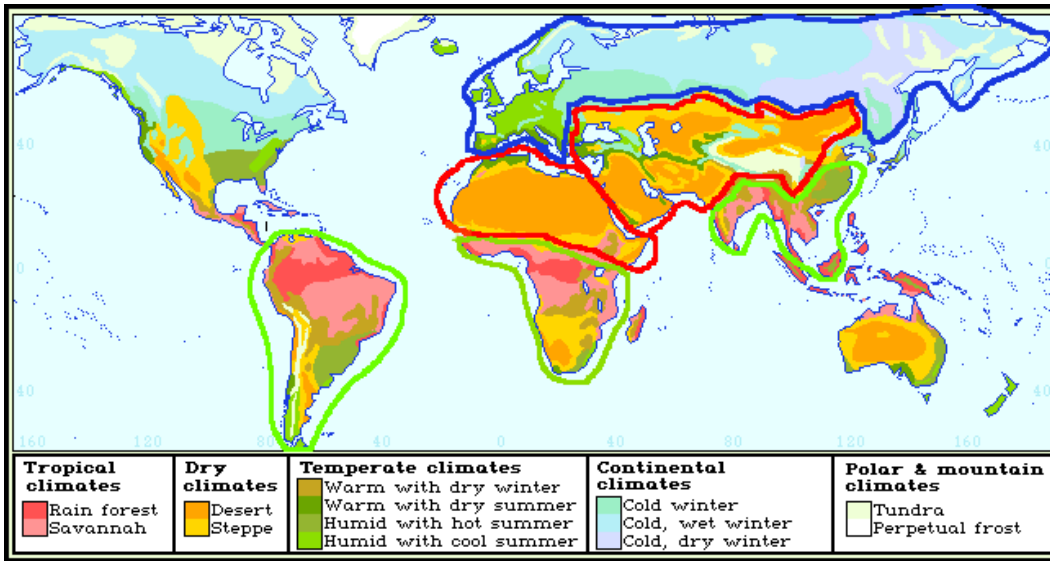 40
40
0
0
40
40
160 120 80 40 0 40 80 120 160
Tropical
climates
Rain forest
Savannah
Dry
climates
Desert
Steppe
Temperate climates
Warm with dry winter
Warm with dry summer
Humid with hot summer
Humid with cool summer
Continental
climates
Cold winter
Cold, wet winter
Cold, dry winter
Polar & mountain
climates
Tundra
Perpetual frost